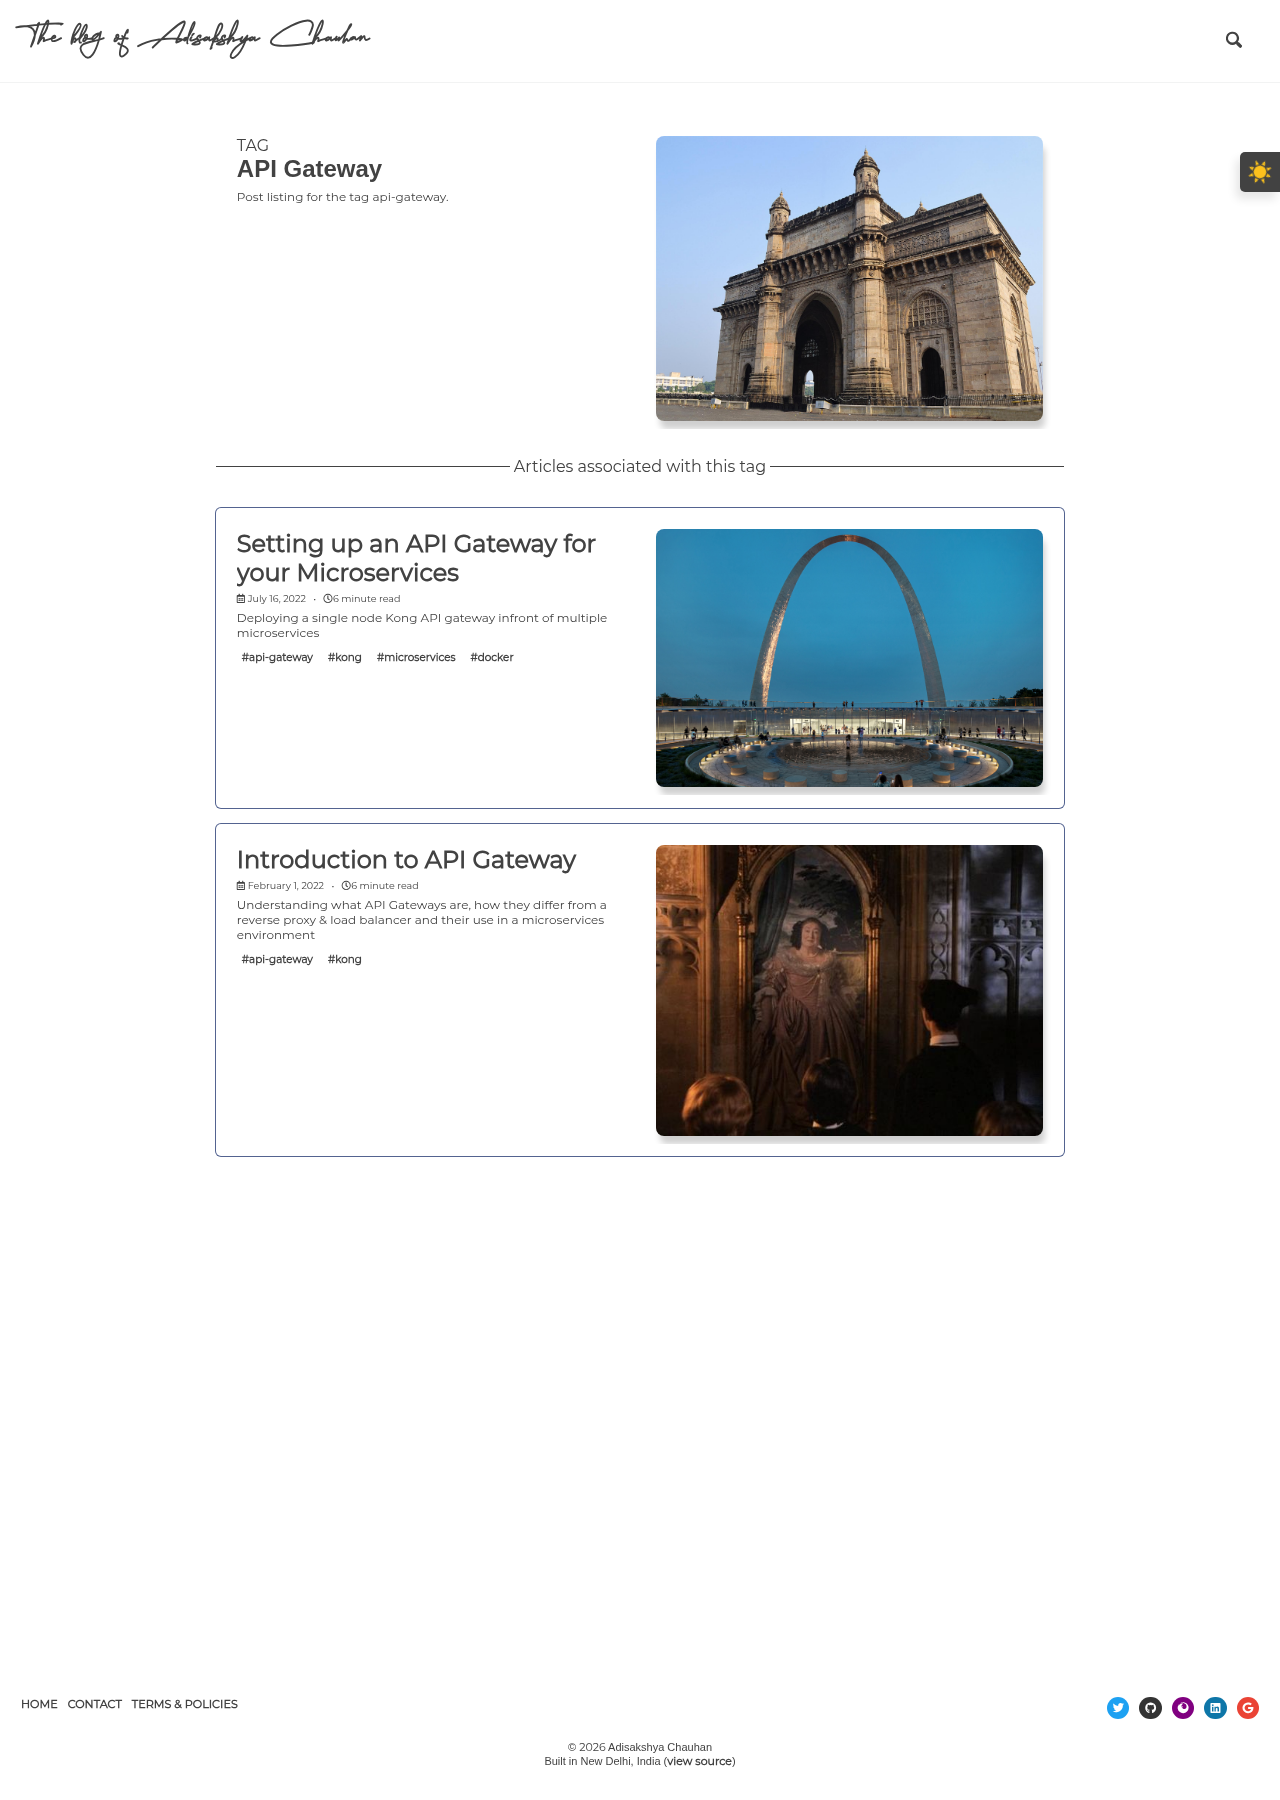 The blog of Adisakshya Chauhan
TAG
API Gateway
Post listing for the tag api-gateway.
Articles associated with this tag
Setting up an API Gateway for
your Microservices
July 16, 2022 • 6 minute read
Deploying a single node Kong API gateway infront of multiple
microservices
#api-gateway #kong #microservices #docker
Introduction to API Gateway
February 1, 2022 • 6 minute read
Understanding what API Gateways are, how they differ from a
reverse proxy & load balancer and their use in a microservices
environment
#api-gateway #kong
HOME CONTACT TERMS & POLICIES
© 2026 Adisakshya Chauhan
Built in New Delhi, India (view source)